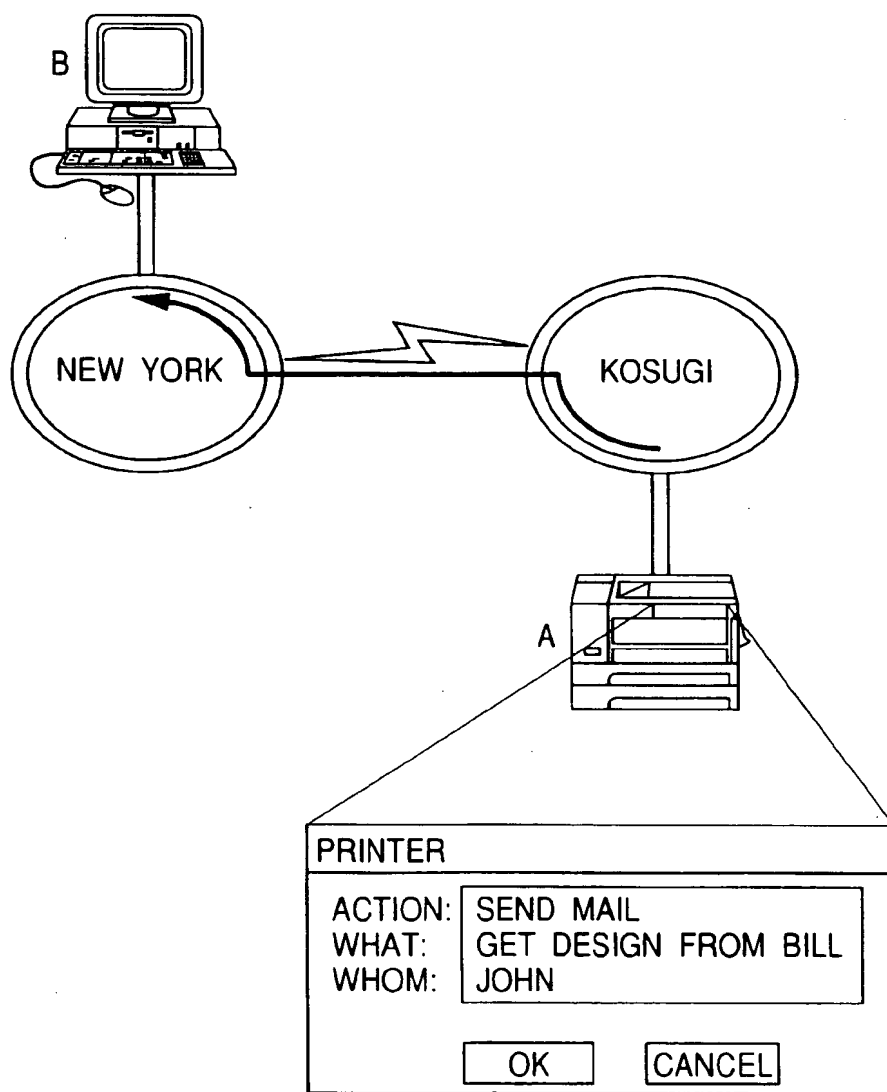 B
NEW YORK
KOSUGI
A
PRINTER
ACTION: SEND MAIL
WHAT: GET DESIGN FROM BILL
WHOM: JOHN
OK CANCEL